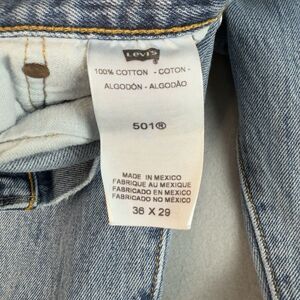 Levi's
100% COTTON - COTON -
ALGODÓN - ALGODÃO
501®
MADE IN MEXICO
FABRIQUE AU MEXIQUE
FABRICADO EN MEXICO
FABRICADO NO MEXICO
36 X 29